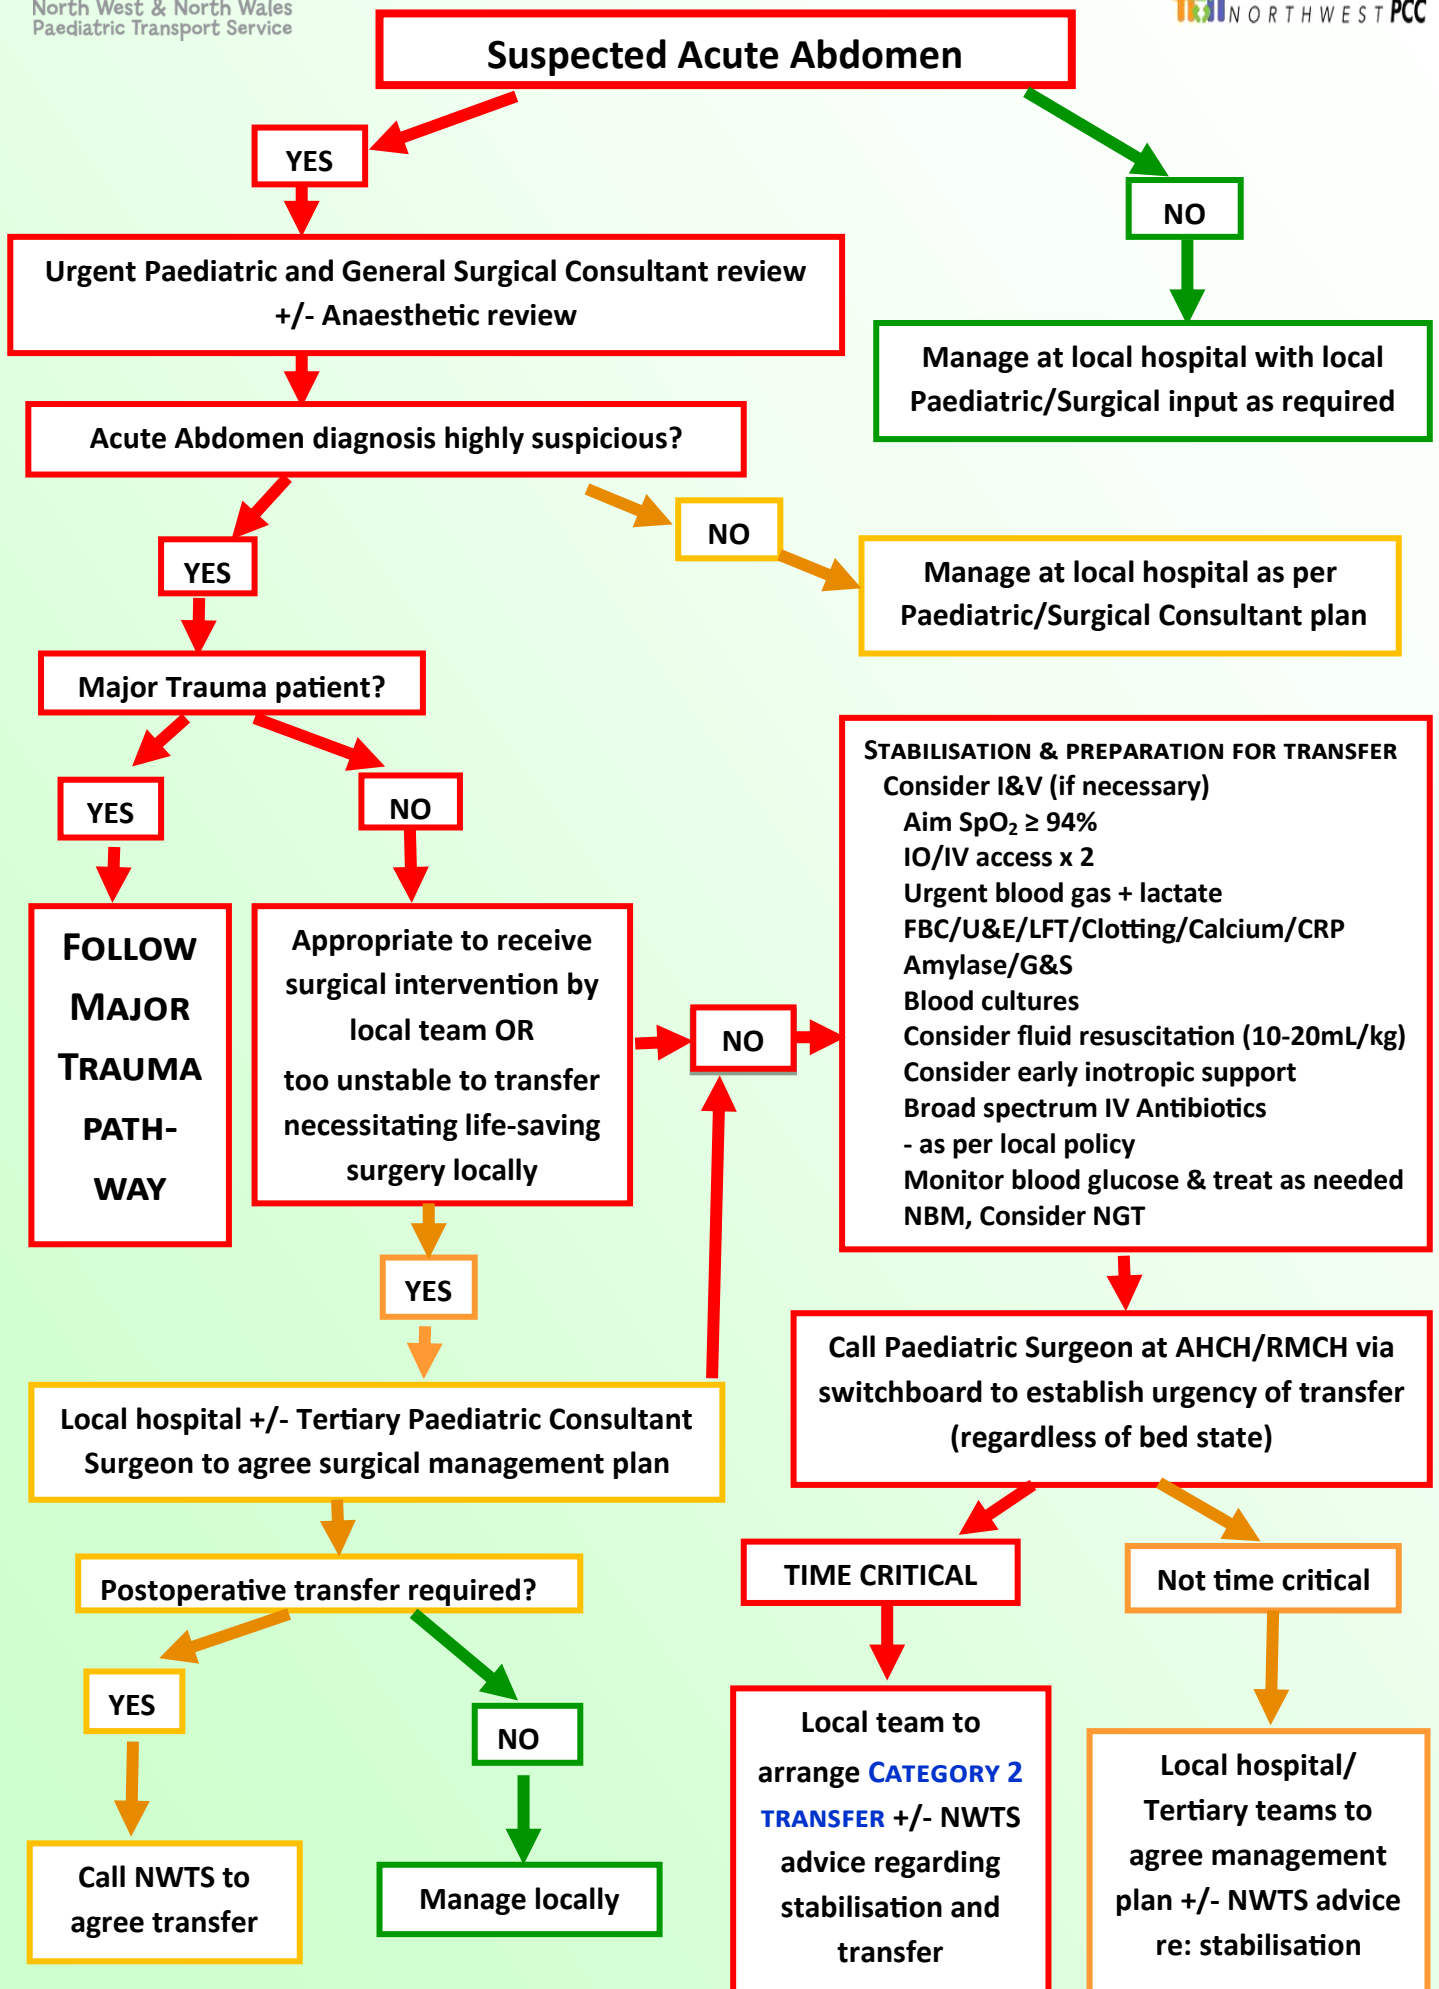 North West & North Wales
Paediatric Transport Service
NORTHWEST PCC
Suspected Acute Abdomen
YES
NO
Urgent Paediatric and General Surgical Consultant review
+/- Anaesthetic review
Manage at local hospital with local
Paediatric/Surgical input as required
Acute Abdomen diagnosis highly suspicious?
NO
YES
Manage at local hospital as per
Paediatric/Surgical Consultant plan
Major Trauma patient?
YES
NO
FOLLOW
MAJOR
TRAUMA
PATH-
WAY
Appropriate to receive
surgical intervention by
local team OR
too unstable to transfer
necessitating life-saving
surgery locally
NO
STABILISATION & PREPARATION FOR TRANSFER
Consider I&V (if necessary)
Aim SpO₂ ≥ 94%
IO/IV access x 2
Urgent blood gas + lactate
FBC/U&E/LFT/Clotting/Calcium/CRP
Amylase/G&S
Blood cultures
Consider fluid resuscitation (10-20mL/kg)
Consider early inotropic support
Broad spectrum IV Antibiotics
- as per local policy
Monitor blood glucose & treat as needed
NBM, Consider NGT
YES
Local hospital +/- Tertiary Paediatric Consultant
Surgeon to agree surgical management plan
Call Paediatric Surgeon at AHCH/RMCH via
switchboard to establish urgency of transfer
(regardless of bed state)
Postoperative transfer required?
TIME CRITICAL
Not time critical
YES
NO
Call NWTS to
agree transfer
Manage locally
Local team to
arrange CATEGORY 2
TRANSFER +/- NWTS
advice regarding
stabilisation and
transfer
Local hospital/
Tertiary teams to
agree management
plan +/- NWTS advice
re: stabilisation